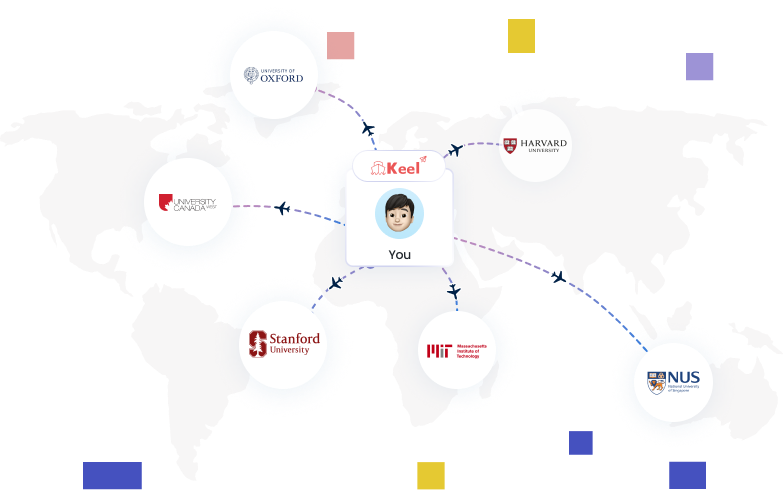 UNIVERSITY OF
OXFORD
HARVARD
UNIVERSITY
Keel
UNIVERSITY
CANADA WEST
You
Stanford
University
Massachusetts
Institute of
Technology
NUS
National University
of Singapore